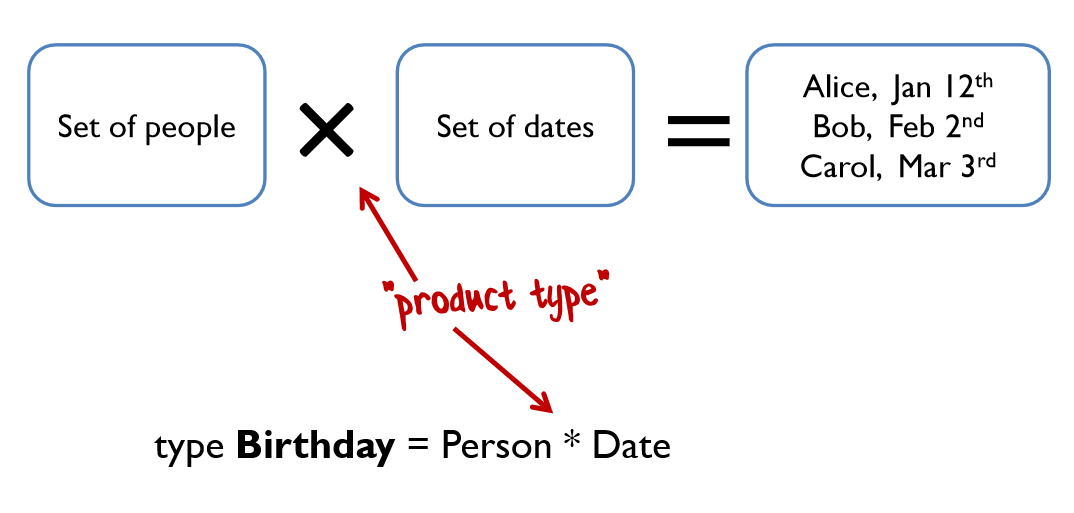 Set of people
×
Set of dates
=
Alice, Jan 12th
Bob, Feb 2nd
Carol, Mar 3rd
"product type"
type Birthday = Person * Date